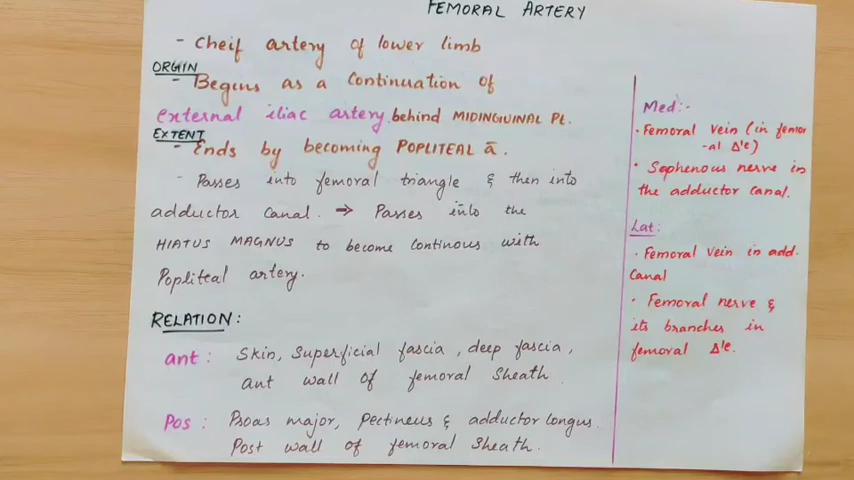 FEMORAL ARTERY
- Cheif artery of lower limb
ORGIN
- Begins as a Continuation of
external iliac artery behind MIDINGUINAL Pt.
EXTENT
- Ends by becoming POPLITEAL ā.
- Passes into femoral triangle & then into
adductor canal. → Passes into the
HIATUS MAGNUS to become continous with
Popliteal artery.
RELATION:
ant: Skin, Superficial fascia, deep fascia,
ant wall of femoral Sheath
Pos: Psoas major, Pectineus & adductor longus.
Post wall of femoral Sheath.
Med:-
• Femoral Vein (in femor
-al Δ'le)
• Saphenous nerve in
the adductor canal.
Lat:
• Femoral Vein in add.
Canal
• Femoral nerve &
its branches in
femoral Δ'le.